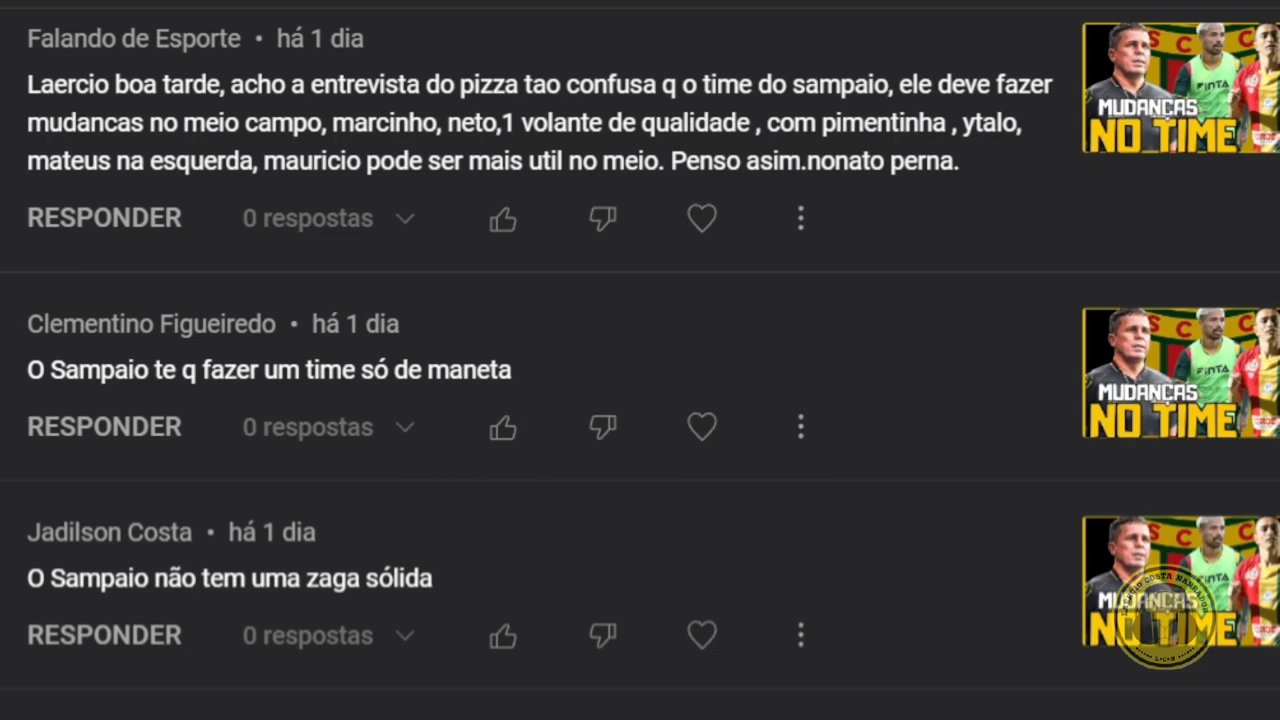 Falando de Esporte • há 1 dia
Laercio boa tarde, acho a entrevista do pizza tao confusa q o time do sampaio, ele deve fazer
mudancas no meio campo, marcinho, neto,1 volante de qualidade , com pimentinha , ytalo,
mateus na esquerda, mauricio pode ser mais util no meio. Penso asim.nonato perna.
RESPONDER 0 respostas
S C C
FINTA
MUDANÇAS
NO TIME
Clementino Figueiredo • há 1 dia
O Sampaio te q fazer um time só de maneta
RESPONDER 0 respostas
S C C
FINTA
MUDANÇAS
NO TIME
Jadilson Costa • há 1 dia
O Sampaio não tem uma zaga sólida
RESPONDER 0 respostas
S C C
MUDANÇAS
NO TIME
COSTA NARRADOR
L•C•N